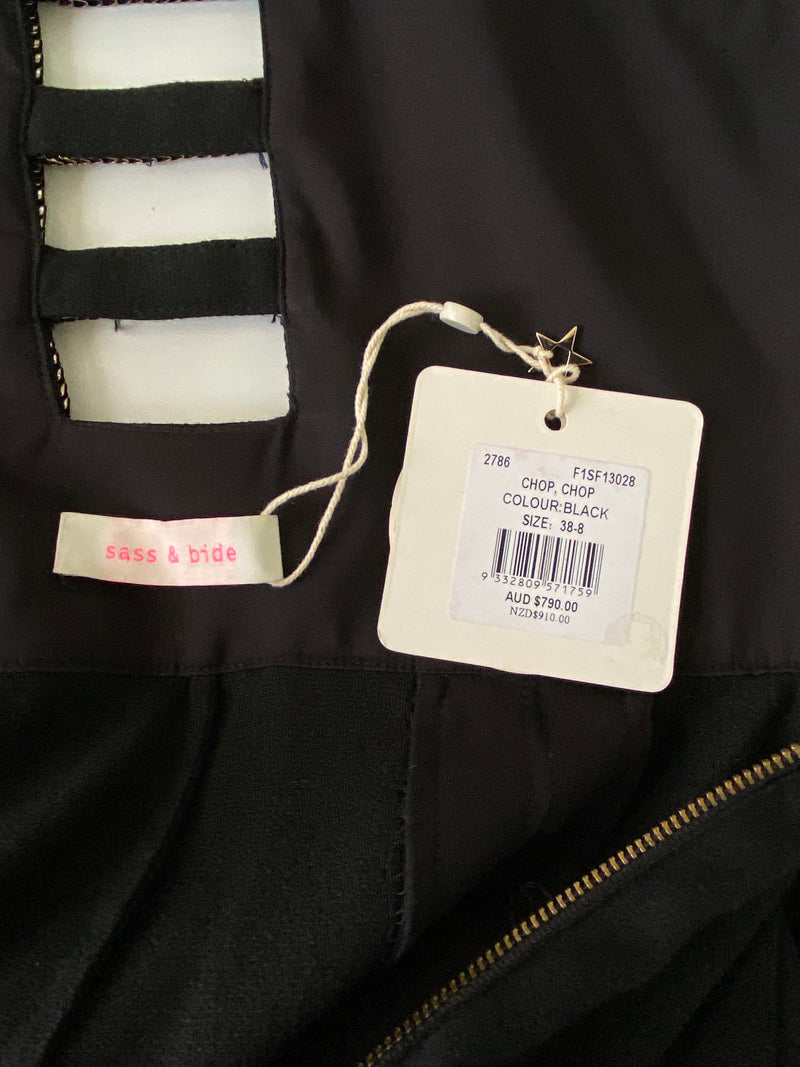 2786 F1SF13028
CHOP, CHOP
COLOUR:BLACK
SIZE: 38-8
9 332809 571759
AUD $790.00
NZD$910.00
sass & bide